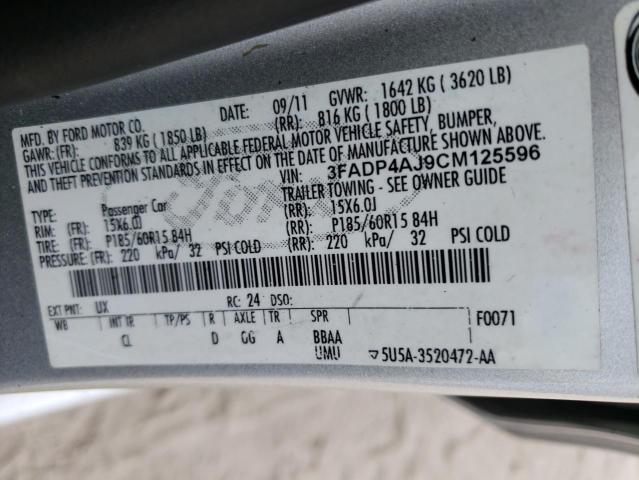 MFD. BY FORD MOTOR CO. DATE: 09/11 GVWR: 1642 KG ( 3620 LB)
GAWR: (FR): 839 KG ( 1850 LB) (RR): 816 KG ( 1800 LB)
THIS VEHICLE CONFORMS TO ALL APPLICABLE FEDERAL MOTOR VEHICLE SAFETY, BUMPER,
AND THEFT PREVENTION STANDARDS IN EFFECT ON THE DATE OF MANUFACTURE SHOWN ABOVE.
VIN: 3FADP4AJ9CM125596
TYPE: Passenger Car TRAILER TOWING - SEE OWNER GUIDE
RIM: (FR): 15X6.0J (RR): 15X6.0J
TIRE: (FR): P185/60R15 84H (RR): P185/60R15 84H
PRESSURE: (FR): 220 kPa/ 32 PSI COLD (RR): 220 kPa/ 32 PSI COLD
EXT PNT: UX RC: 24 DSO: F0071
WB INT TR TP/PS R AXLE TR SPR
CL D GG A BBAA
UMU 5U5A-3520472-AA